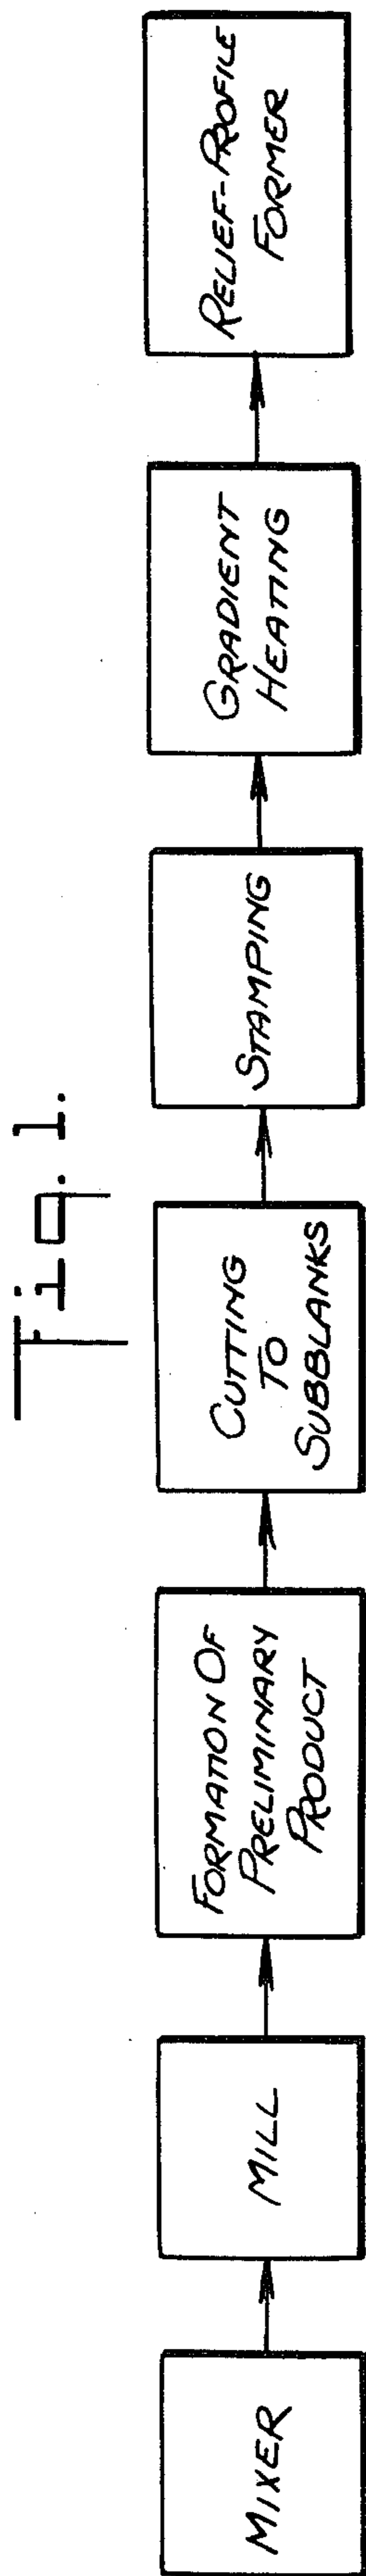 Fig. 1.
MIXER
MILL
FORMATION OF
PRELIMINARY
PRODUCT
CUTTING
TO
SUBBLANKS
STAMPING
GRADIENT
HEATING
RELIEF-PROFILE
FORMER